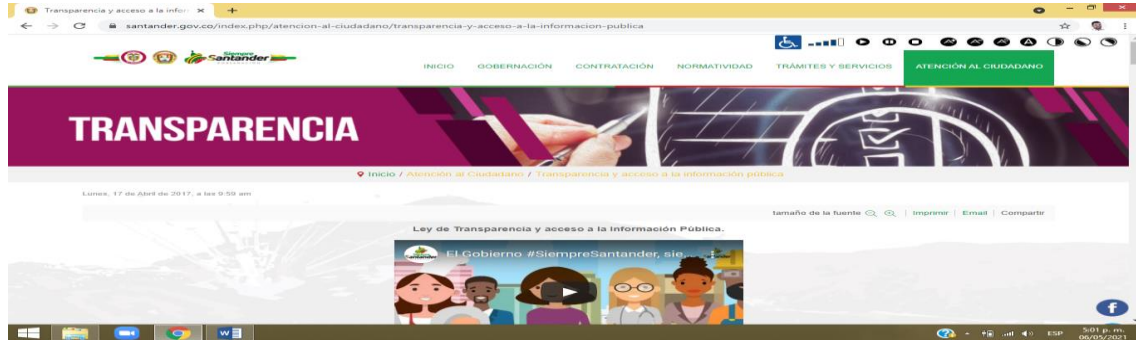 Transparencia y acceso a la infor
santander.gov.co/index.php/atencion-al-ciudadano/transparencia-y-acceso-a-la-informacion-publica
Siempre
Santander
INICIO GOBERNACIÓN CONTRATACIÓN NORMATIVIDAD TRÁMITES Y SERVICIOS ATENCIÓN AL CIUDADANO
TRANSPARENCIA
Inicio / Atención al Ciudadano / Transparencia y acceso a la información pública
Lunes, 17 de Abril de 2017, a las 9:59 am
tamaño de la fuente | Imprimir | Email | Compartir
Ley de Transparencia y acceso a la Información Pública.
El Gobierno #SiempreSantander, sie...
ESP
5:01 p. m.
06/05/2021